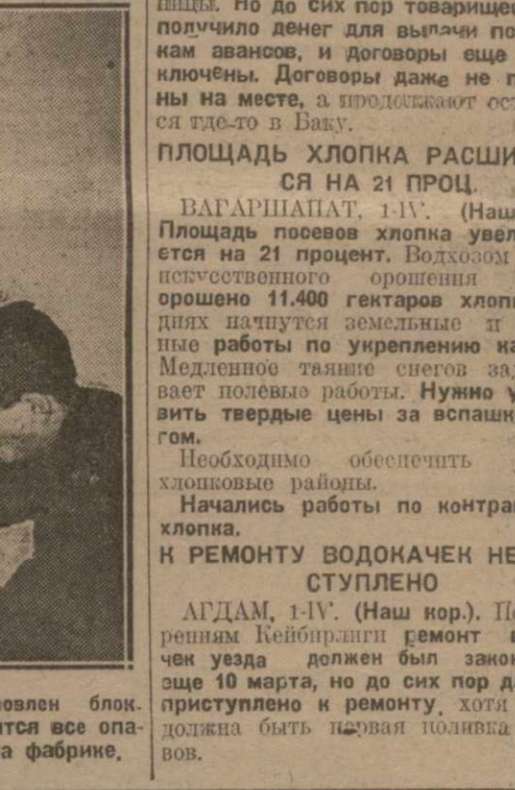 овлен блок-
тся все опа-
а фабрике.
ницы. Но до сих пор товарищес
получило денег для выдачи по
кам авансов, и договоры еще
ключены. Договоры даже не п
ны на месте, а продолжают ост
ся где-то в Баку.
ПЛОЩАДЬ ХЛОПКА РАСШИ
СЯ НА 21 ПРОЦ.
ВАГАРШАПАТ, 1-IV. (Наш
Площадь посевов хлопка увел
ется на 21 процент. Водхозом
искусственного орошения
орошено 11.400 гектаров хлопк
днях начнутся земельные и
ные работы по укреплению ка
Медленное таяние снегов зад
вает полевые работы. Нужно у
вить твердые цены за вспашк
гом.
Необходимо обеспечить
хлопковые районы.
Начались работы по контра
хлопка.
К РЕМОНТУ ВОДОКАЧЕК НЕ
СТУПЛЕНО
АГДАМ, 1-IV. (Наш кор.). П
рениям Кейбирлиги ремонт в
чек уезда должен был закон
еще 10 марта, но до сих пор д
приступлено к ремонту, хотя
должна быть первая поливка
вов.